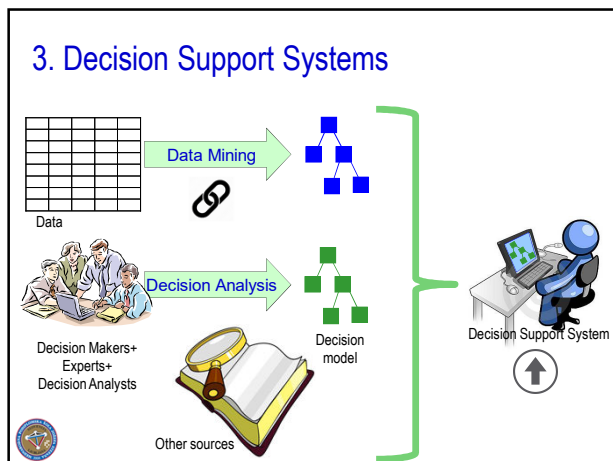 3. Decision Support Systems
Data Mining
Data
Decision Analysis
Decision Makers+
Experts+
Decision Analysts
Decision
model
Other sources
Decision Support System